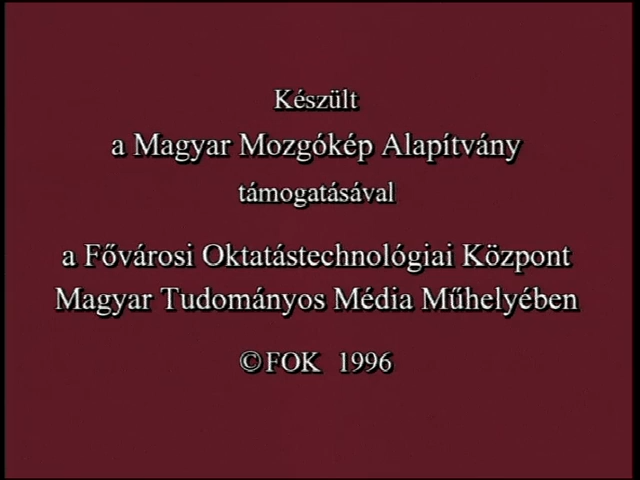 Készült
a Magyar Mozgókép Alapítvány
támogatásával
a Fővárosi Oktatástechnológiai Központ
Magyar Tudományos Média Műhelyében
© FOK 1996